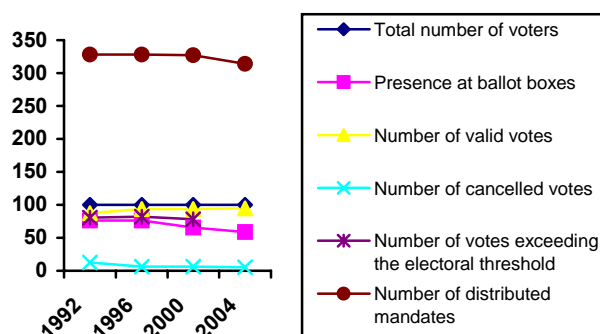 350
300
250
200
150
100
50
0
1992
1996
2000
2004
Total number of voters
Presence at ballot boxes
Number of valid votes
Number of cancelled votes
Number of votes exceeding
the electoral threshold
Number of distributed
mandates